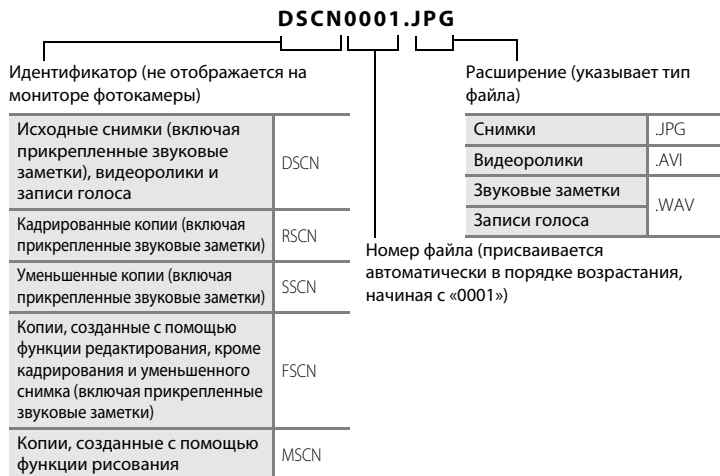 DSCN0001.JPG
Идентификатор (не отображается на
мониторе фотокамеры)
Исходные снимки (включая
прикрепленные звуковые
заметки), видеоролики и
записи голоса
DSCN
Кадрированные копии (включая
прикрепленные звуковые заметки)
RSCN
Уменьшенные копии (включая
прикрепленные звуковые заметки)
SSCN
Копии, созданные с помощью
функции редактирования, кроме
кадрирования и уменьшенного
снимка (включая прикрепленные
звуковые заметки)
FSCN
Копии, созданные с помощью
функции рисования
MSCN
Расширение (указывает тип
файла)
Снимки
.JPG
Видеоролики
.AVI
Звуковые заметки
Записи голоса
.WAV
Номер файла (присваивается
автоматически в порядке возрастания,
начиная с «0001»)